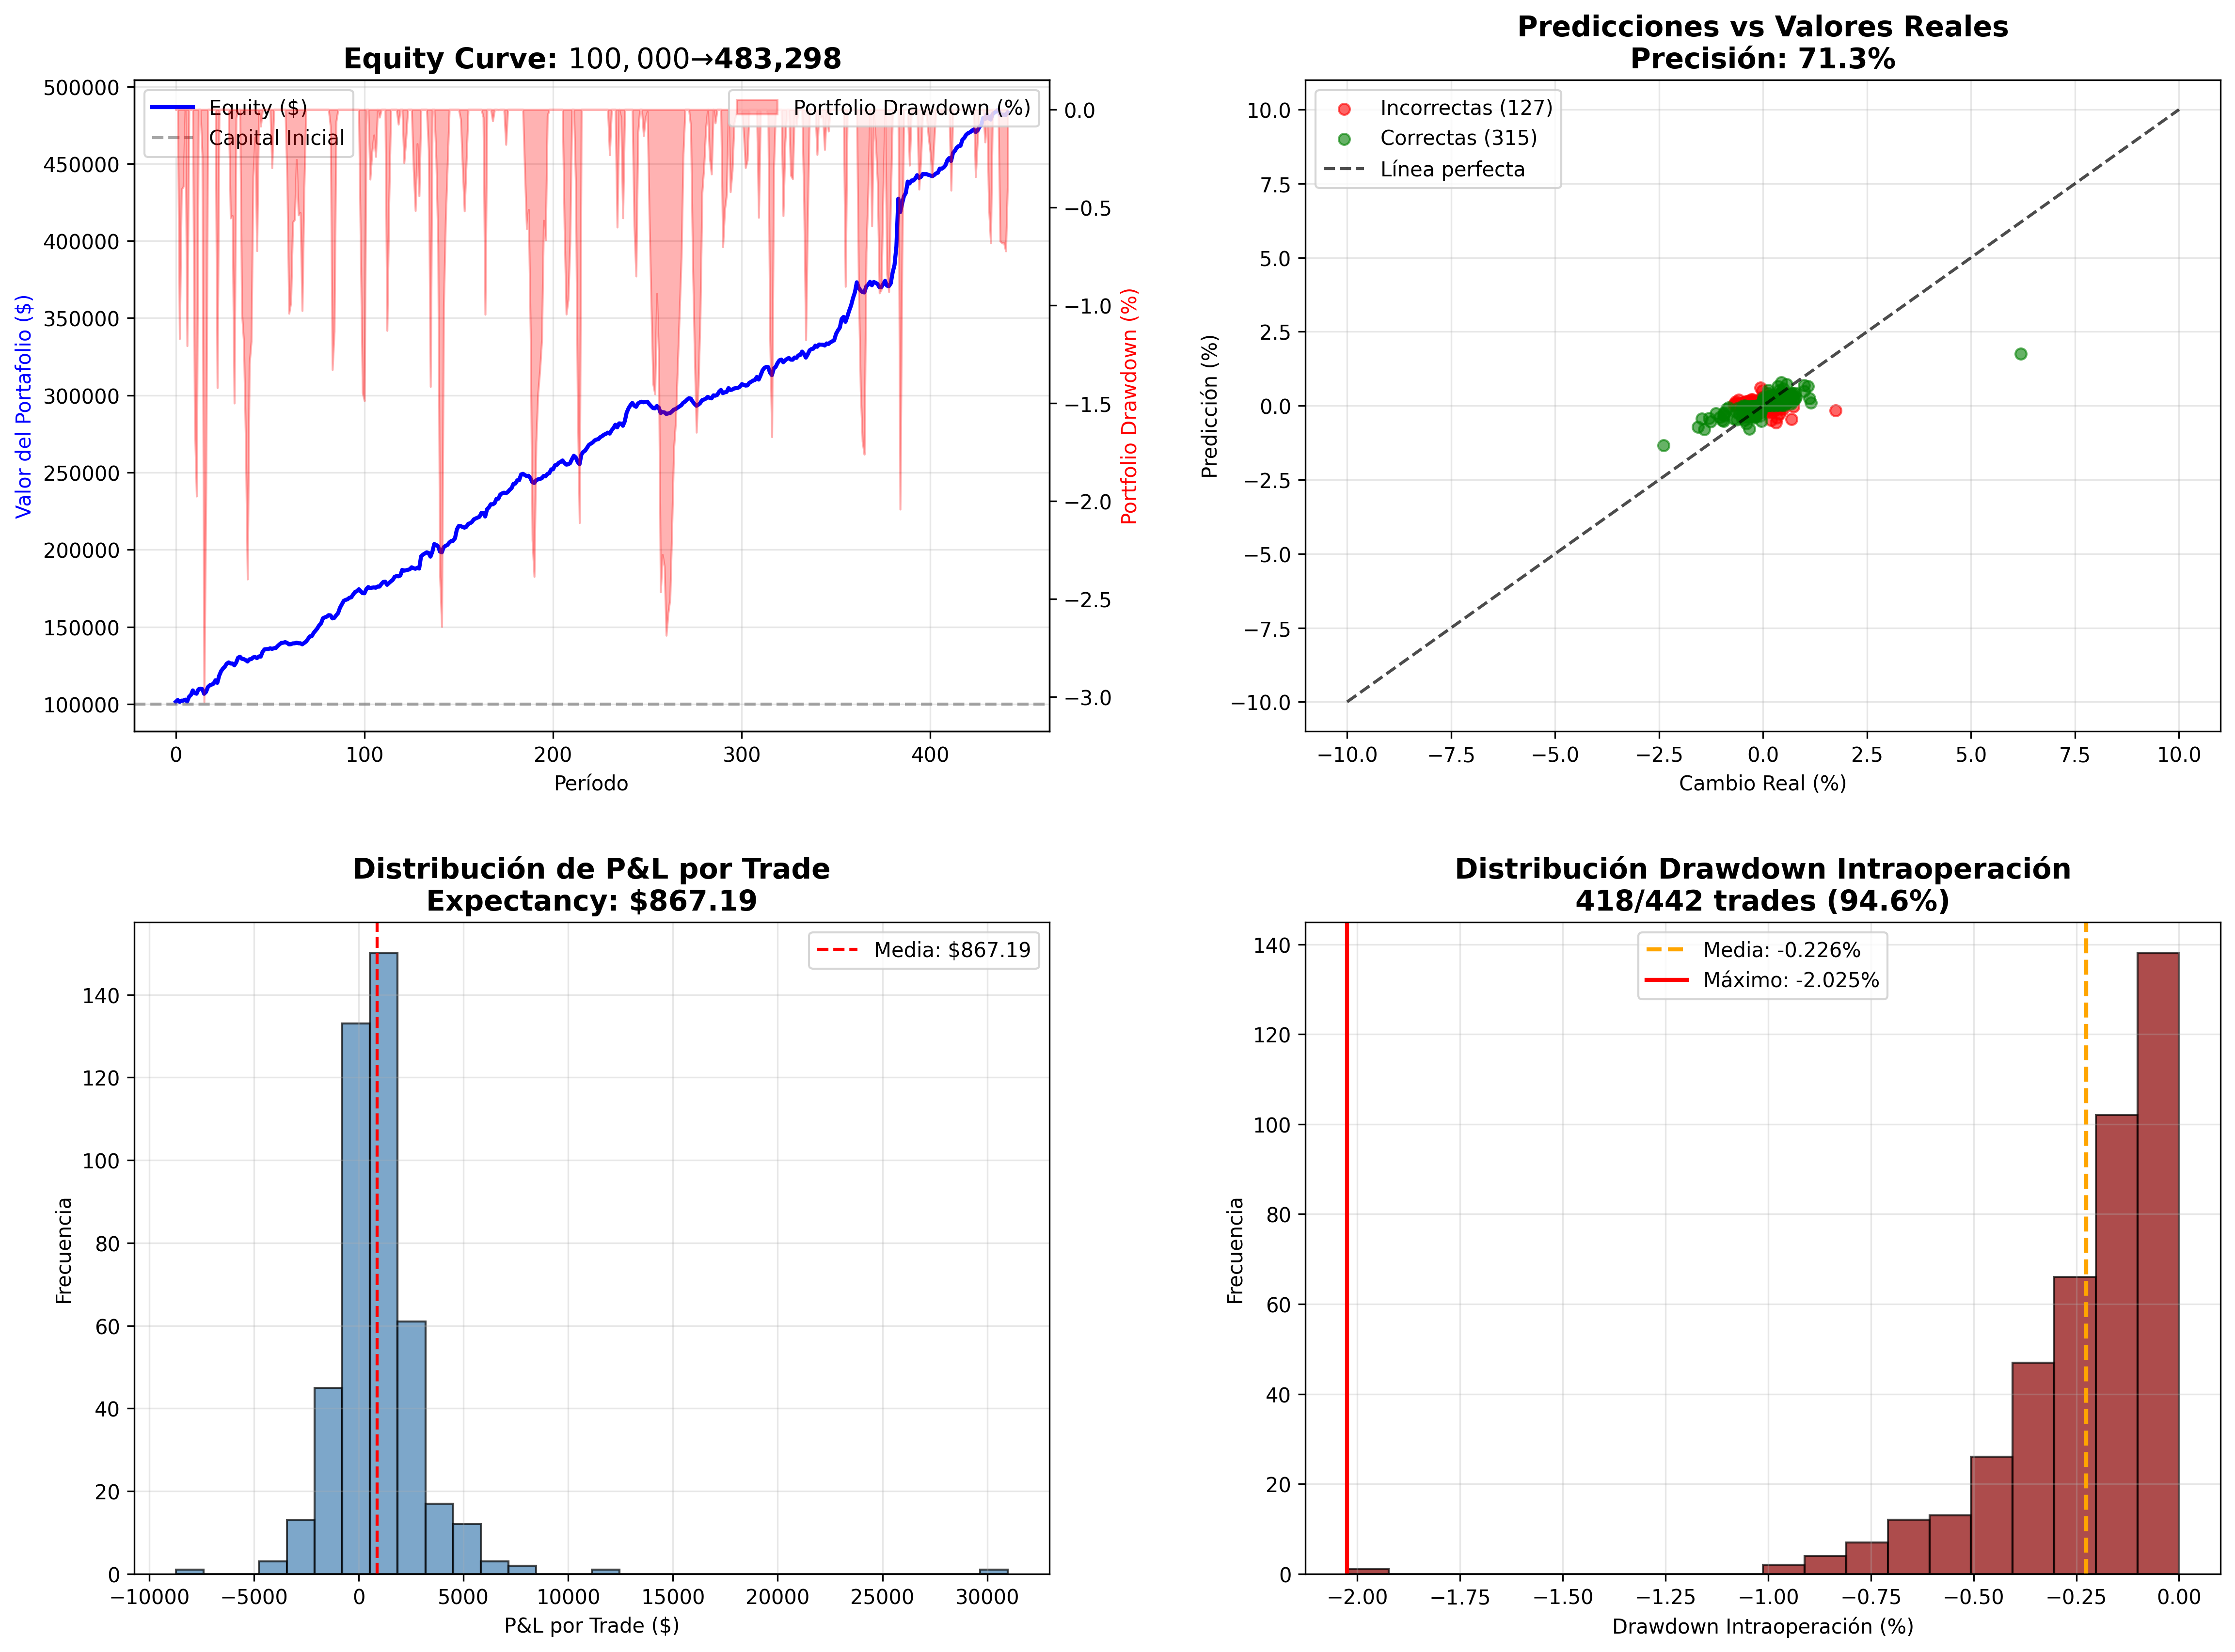 Equity Curve: 100,000→483,298
Equity ($)
Capital Inicial
Portfolio Drawdown (%)
500000
450000
400000
350000
300000
250000
200000
150000
100000
Valor del Portafolio ($)
0.0
−0.5
−1.0
−1.5
−2.0
−2.5
−3.0
Portfolio Drawdown (%)
0
100
200
300
400
Período
Predicciones vs Valores Reales
Precisión: 71.3%
Incorrectas (127)
Correctas (315)
Línea perfecta
10.0
7.5
5.0
2.5
0.0
−2.5
−5.0
−7.5
−10.0
Predicción (%)
−10.0
−7.5
−5.0
−2.5
0.0
2.5
5.0
7.5
10.0
Cambio Real (%)
Distribución de P&L por Trade
Expectancy: $867.19
Media: $867.19
140
120
100
80
60
40
20
0
Frecuencia
−10000
−5000
0
5000
10000
15000
20000
25000
30000
P&L por Trade ($)
Distribución Drawdown Intraoperación
418/442 trades (94.6%)
Media: -0.226%
Máximo: -2.025%
140
120
100
80
60
40
20
0
Frecuencia
−2.00
−1.75
−1.50
−1.25
−1.00
−0.75
−0.50
−0.25
0.00
Drawdown Intraoperación (%)